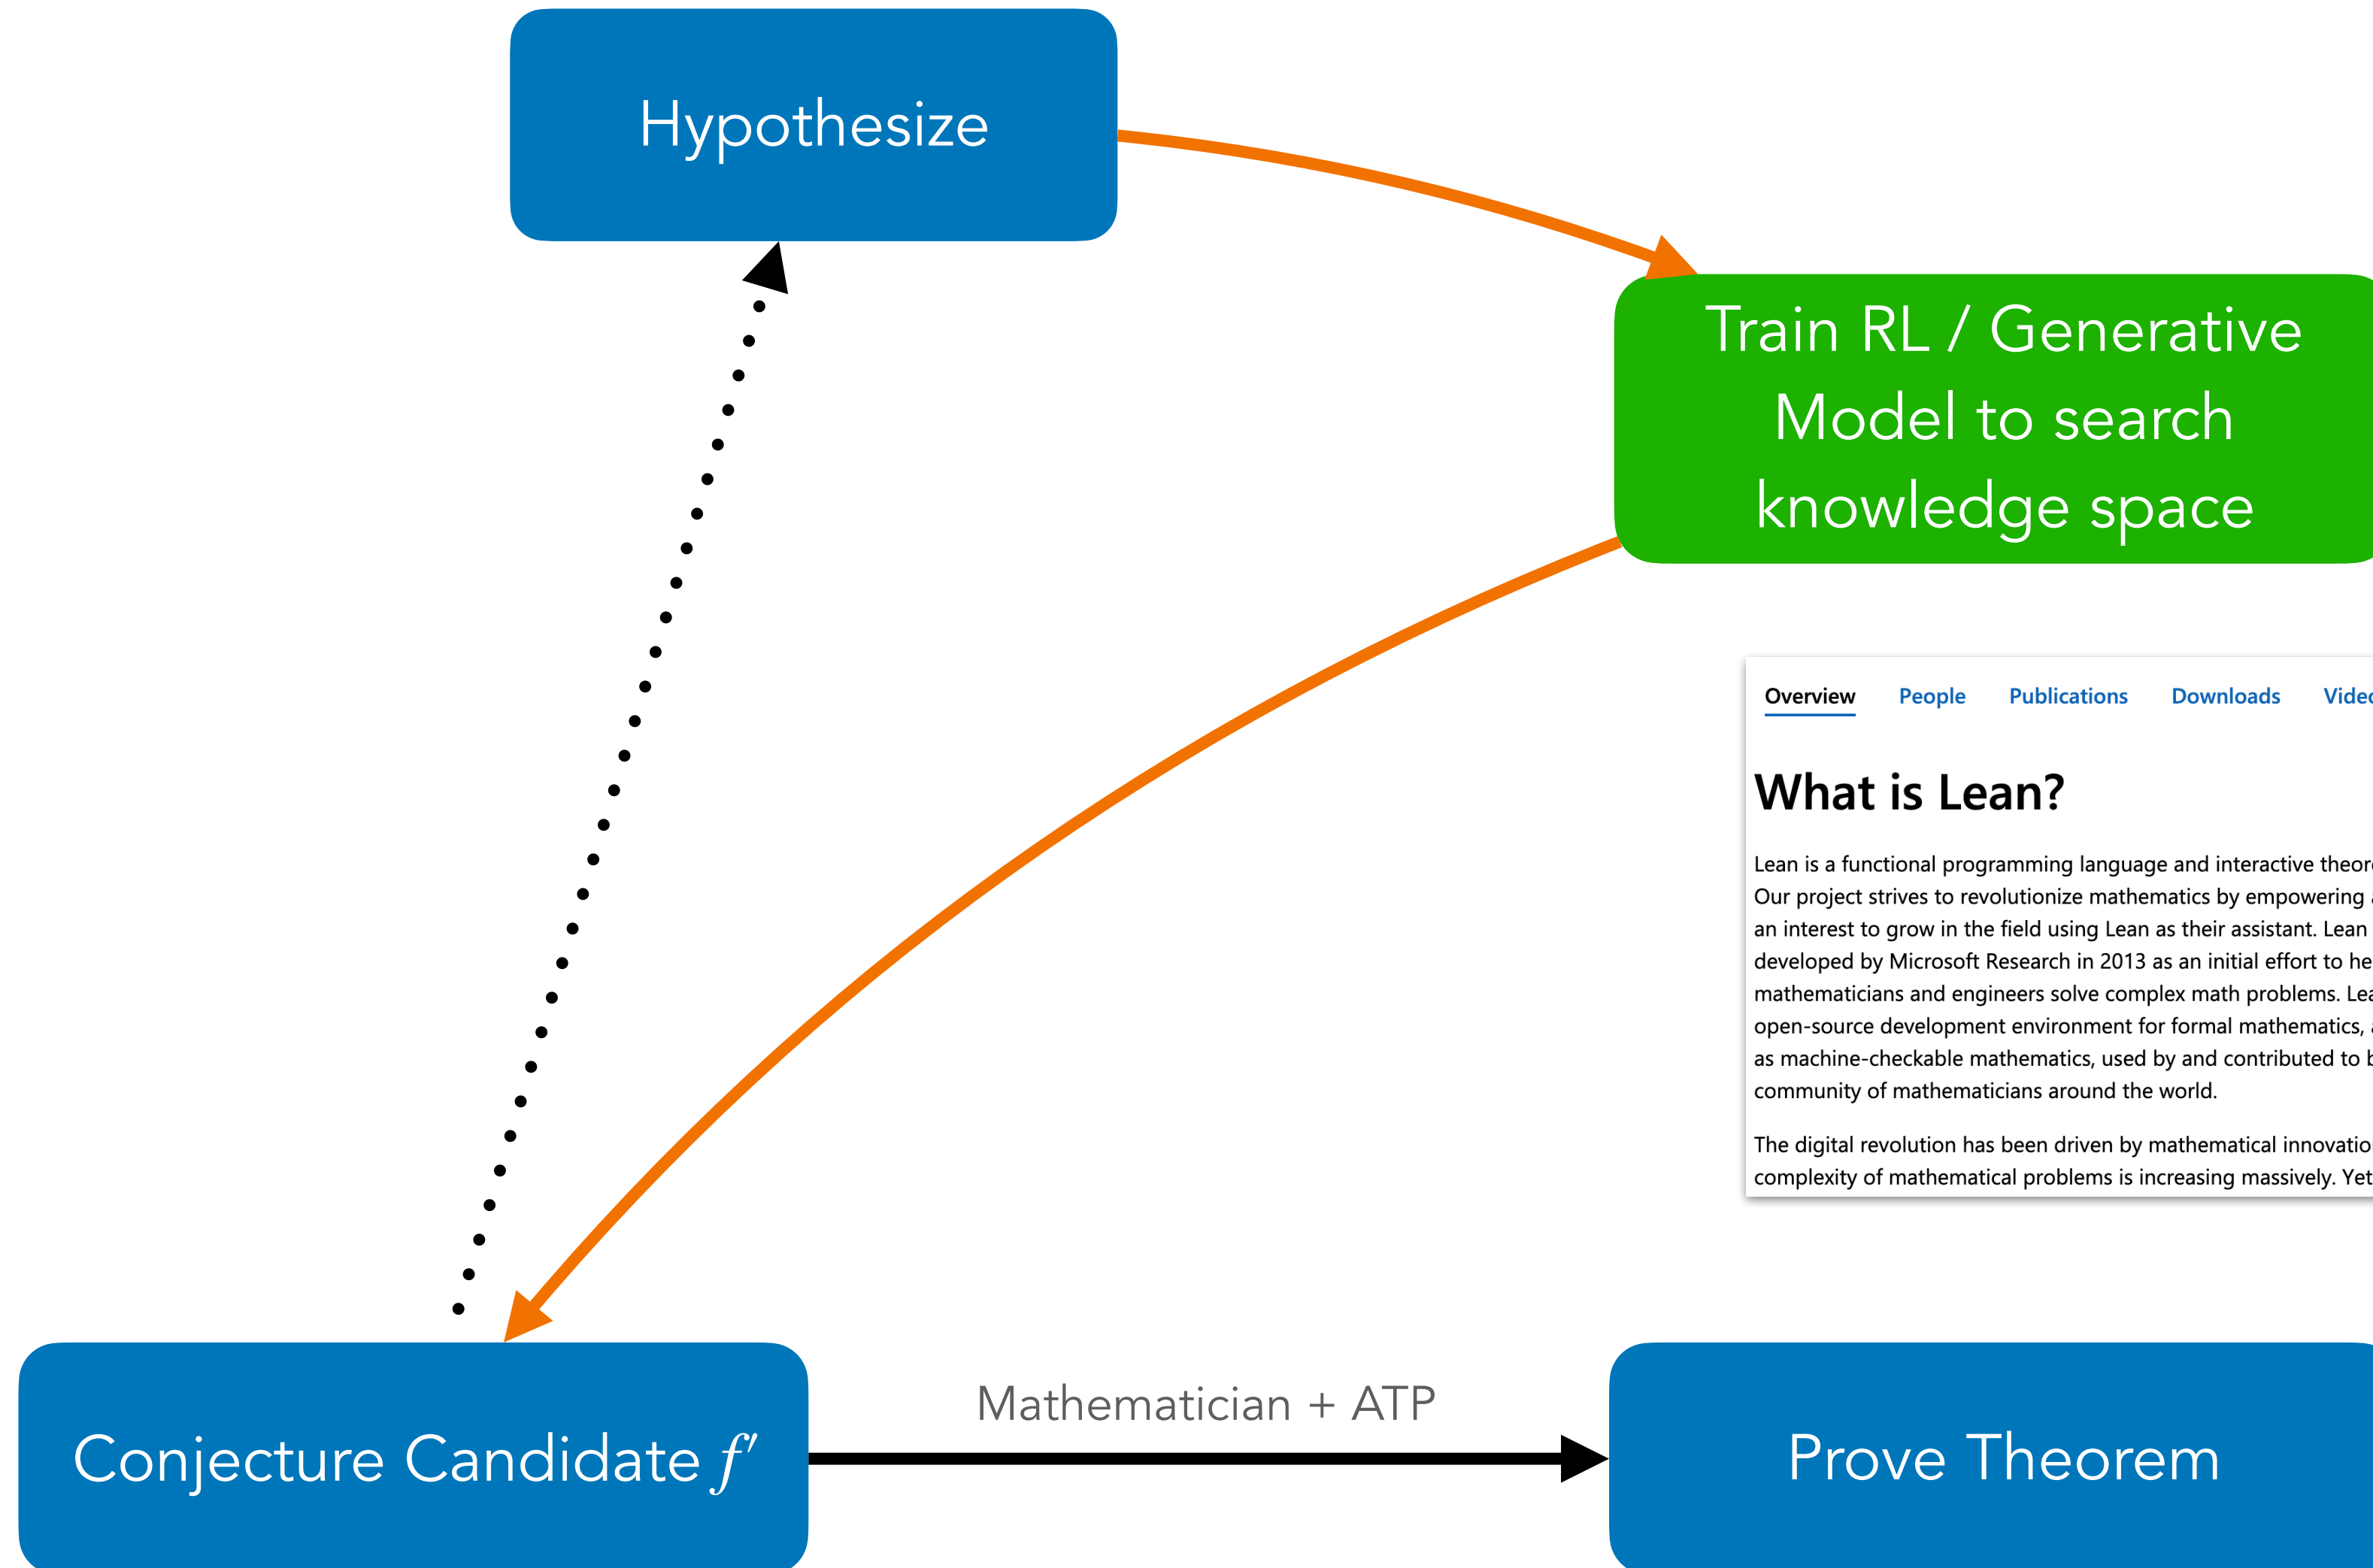 Hypothesize
Train RL / Generative
Model to search
knowledge space
Overview People Publications Downloads
What is Lean?
Lean is a functional programming language and interactive
Our project strives to revolutionize mathematics by empowering
an interest to grow in the field using Lean as their assistant. Lean
developed by Microsoft Research in 2013 as an initial effort to
mathematicians and engineers solve complex math problems.
open-source development environment for formal mathematics,
as machine-checkable mathematics, used by and contributed to
community of mathematicians around the world.
The digital revolution has been driven by mathematical
complexity of mathematical problems is increasing massively. Yet
Mathematician + ATP
Conjecture Candidate f′
Prove Theorem